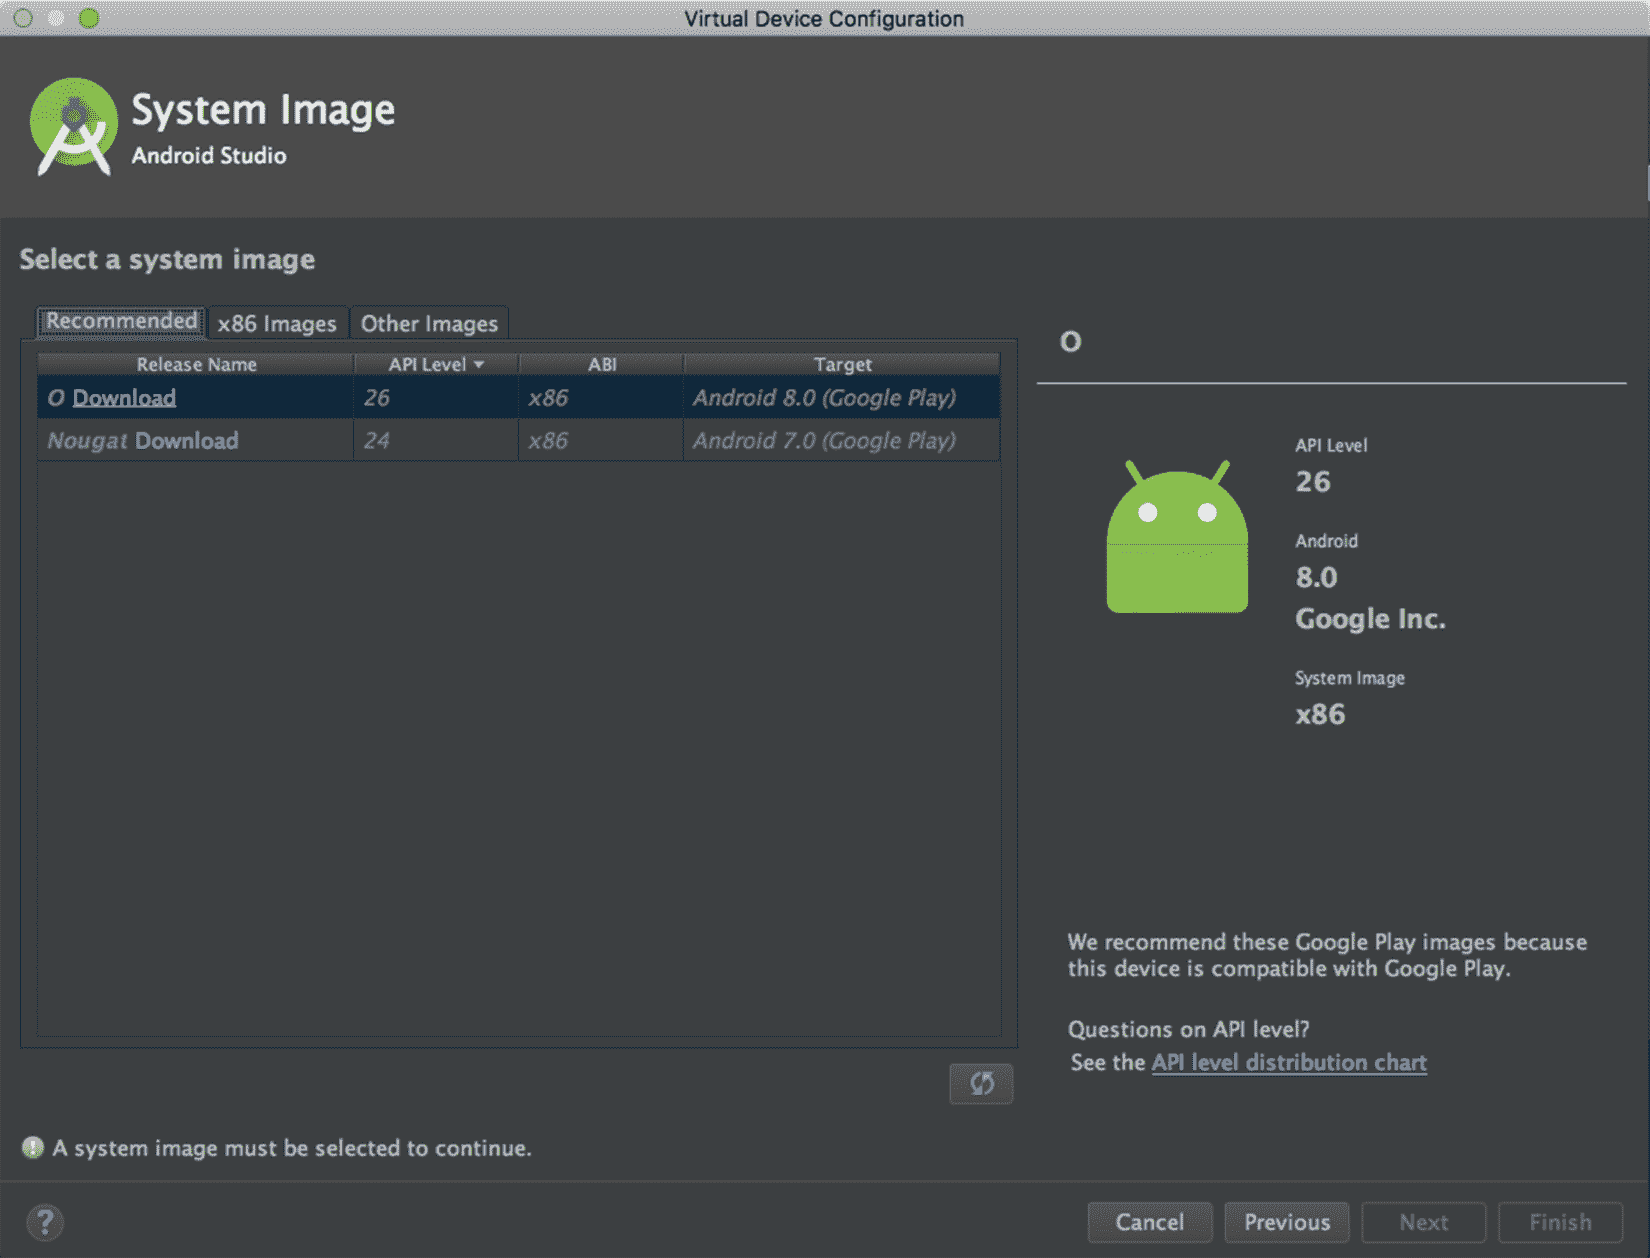 Virtual Device Configuration
System Image
Android Studio
Select a system image
Recommended x86 Images Other Images
Release Name API Level ABI Target
O Download 26 x86 Android 8.0 (Google Play)
Nougat Download 24 x86 Android 7.0 (Google Play)
O
API Level
26
Android
8.0
Google Inc.
System Image
x86
We recommend these Google Play images because
this device is compatible with Google Play.
Questions on API level?
See the API level distribution chart
A system image must be selected to continue.
? Cancel Previous Next Finish